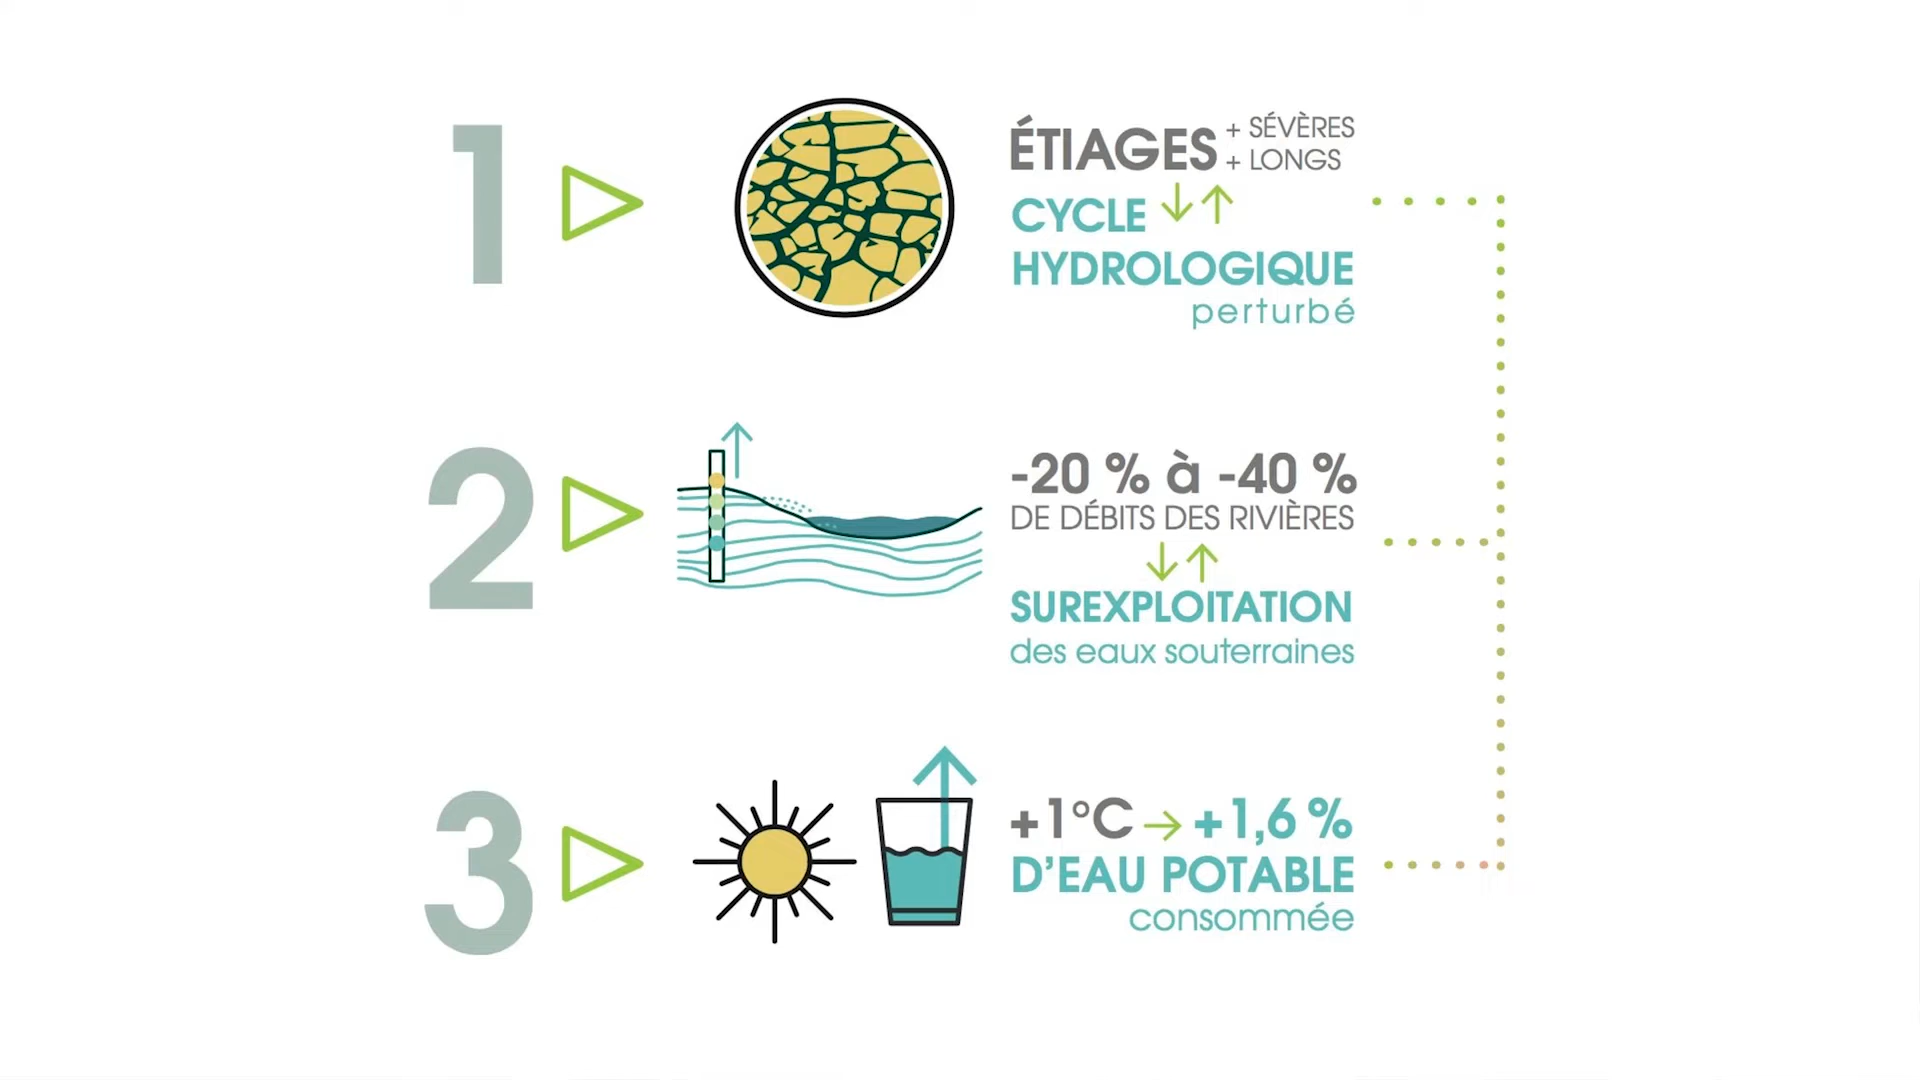 1
ÉTIAGES + SÉVÈRES
+ LONGS
CYCLE
HYDROLOGIQUE
perturbé
2
-20 % à -40 %
DE DÉBITS DES RIVIÈRES
SUREXPLOITATION
des eaux souterraines
3
+1°C → +1,6 %
D'EAU POTABLE
consommée